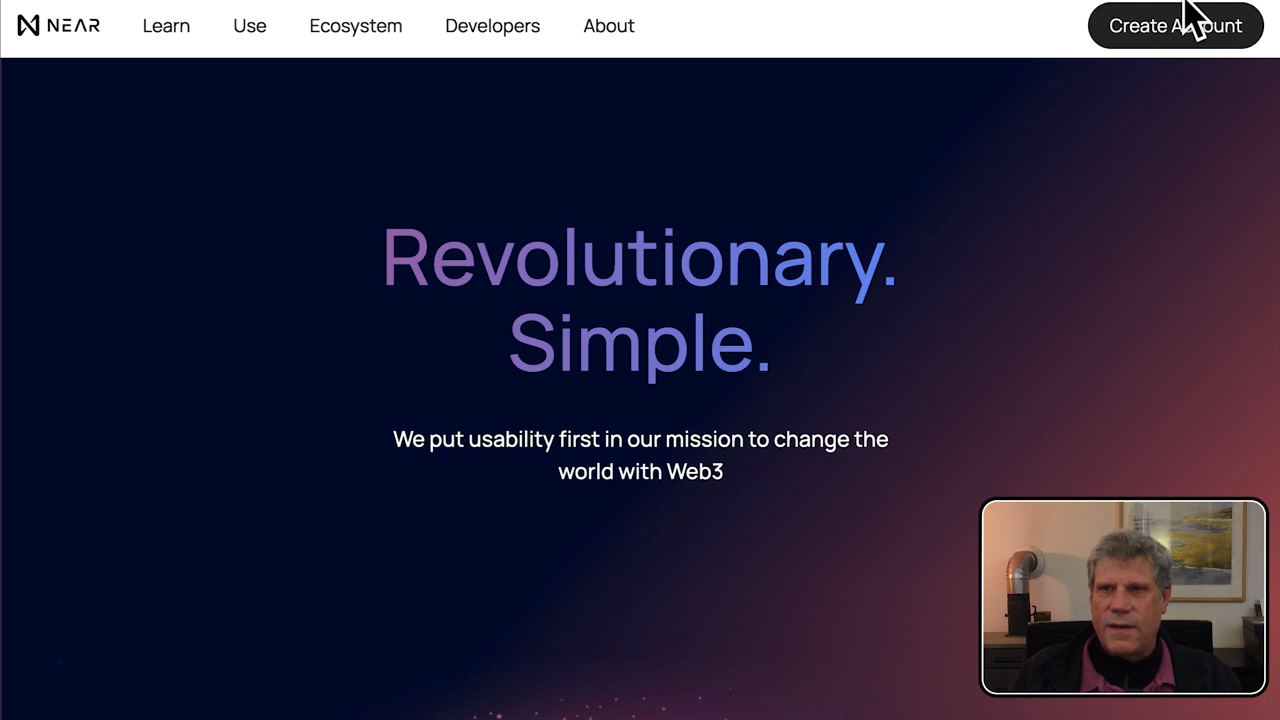 NEAR
Learn
Use
Ecosystem
Developers
About
Create Account
Revolutionary.
Simple.
We put usability first in our mission to change the
world with Web3